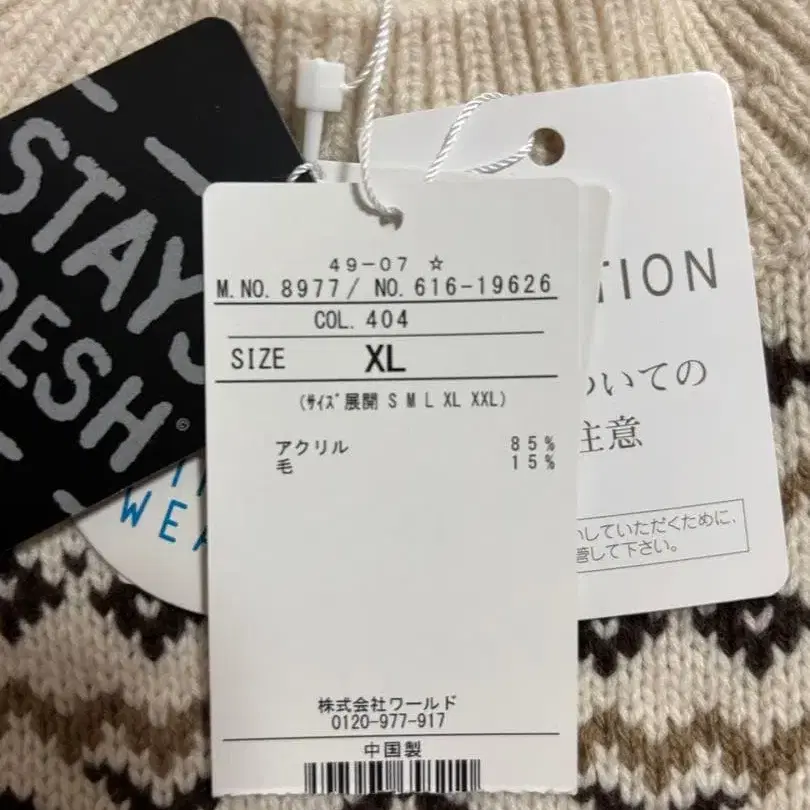 STAYS
FRESH©
WEA
49-07 ☆
M.NO. 8977/ NO. 616-19626
COL. 404
SIZE XL
(ｻｲｽﾞ展開 S M L XL XXL)
アクリル 85%
毛 15%
株式会社ワールド
0120-977-917
中国製
TION
ついての
注意
いしていただくために、
管して下さい。